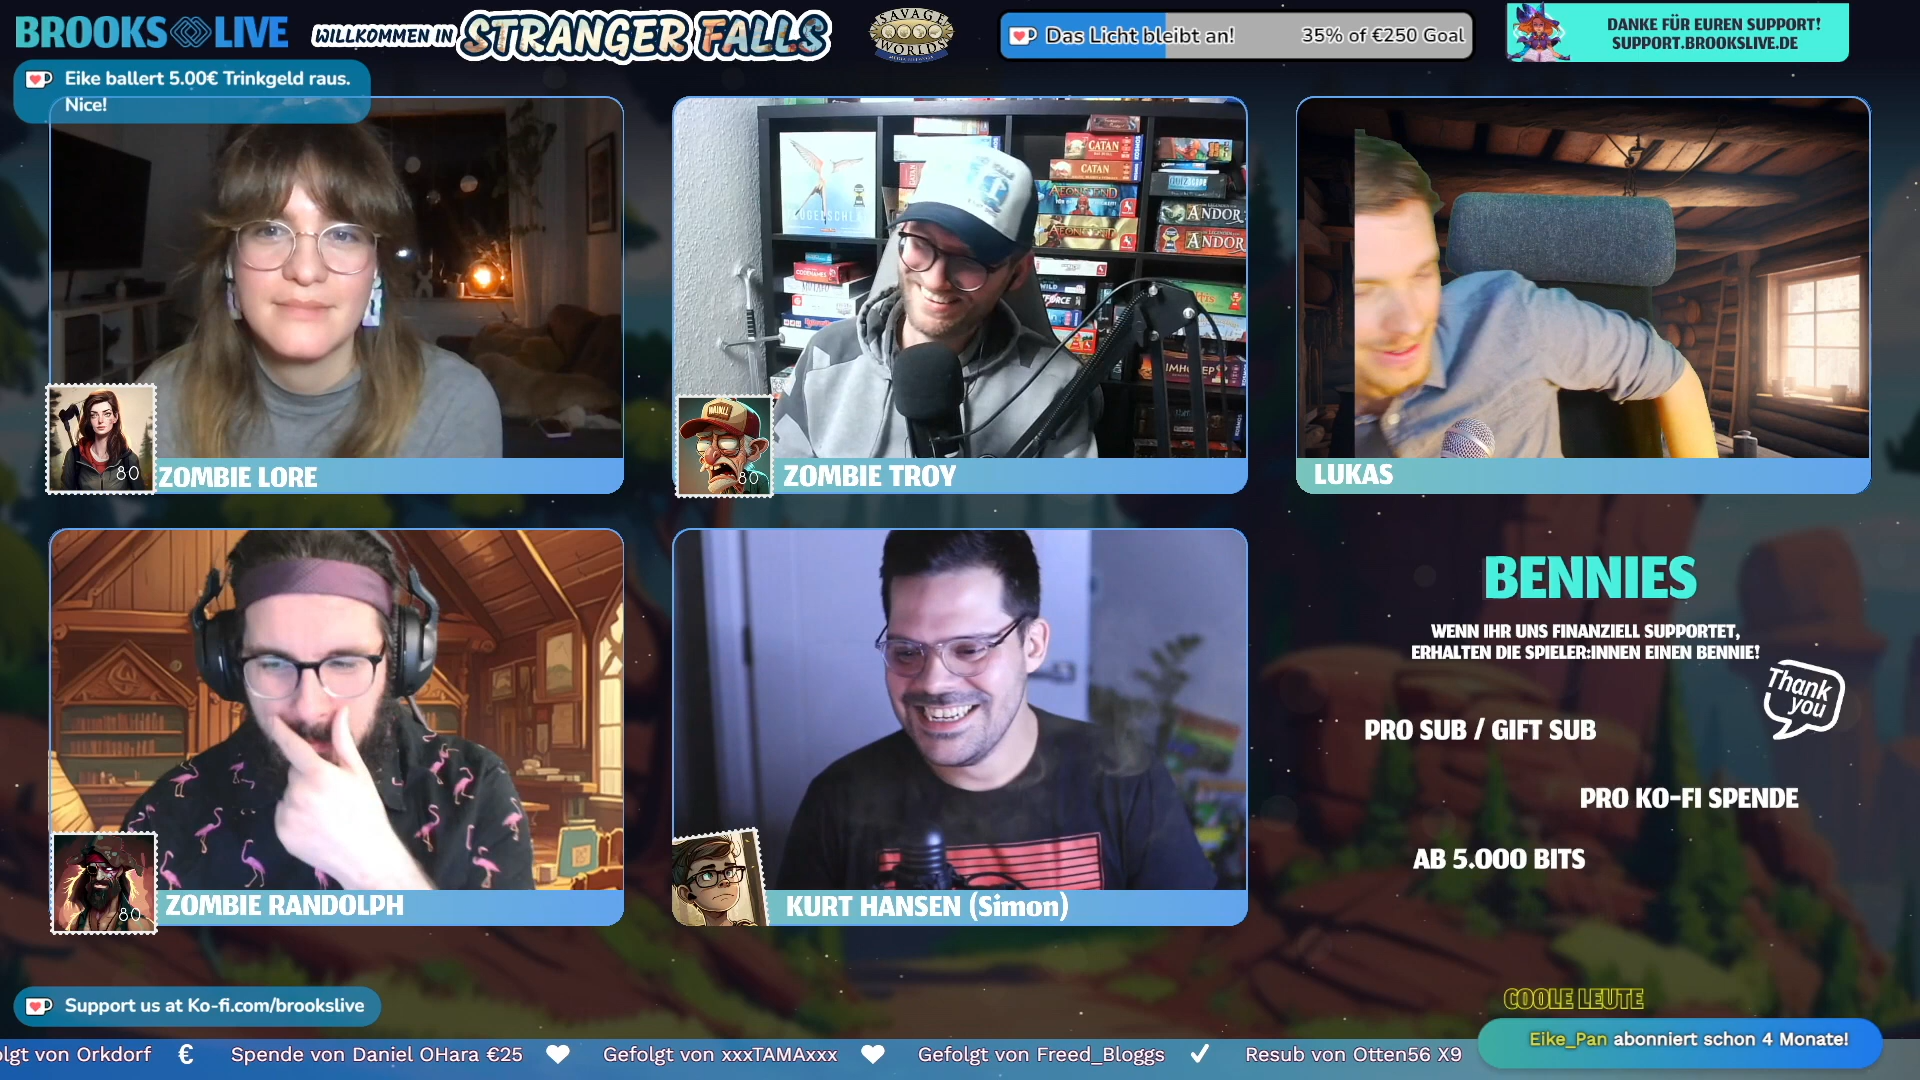 BROOKS LIVE
WILLKOMMEN IN STRANGER FALLS
SAVAGE WORLDS
Das Licht bleibt an! 35% of €250 Goal
DANKE FÜR EUREN SUPPORT!
SUPPORT.BROOKSLIVE.DE
Eike ballert 5.00€ Trinkgeld raus.
Nice!
CATAN
CATAN
ANDOR
ANDOR
80
ZOMBIE LORE
80
ZOMBIE TROY
LUKAS
80
ZOMBIE RANDOLPH
KURT HANSEN (Simon)
BENNIES
WENN IHR UNS FINANZIELL SUPPORTET,
ERHALTEN DIE SPIELER:INNEN EINEN BENNIE!
Thank
you
PRO SUB / GIFT SUB
PRO KO-FI SPENDE
AB 5.000 BITS
Support us at Ko-fi.com/brookslive
COOLE LEUTE
Eike_Pan abonniert schon 4 Monate!
olgt von Orkdorf € Spende von Daniel OHara €25 Gefolgt von xxxTAMAxxx Gefolgt von Freed_Bloggs Resub von Otten56 X9